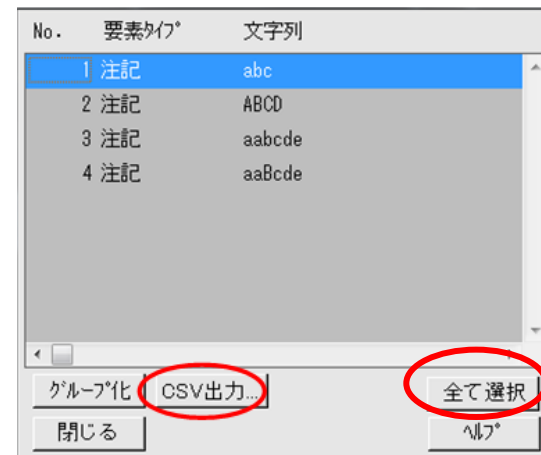 No. 要素ﾀｲﾌﾟ 文字列
1 注記 abc
2 注記 ABCD
3 注記 aabcde
4 注記 aaBcde
ｸﾞﾙｰﾌﾟ化 CSV出力... 全て選択
閉じる ﾍﾙﾌﾟ